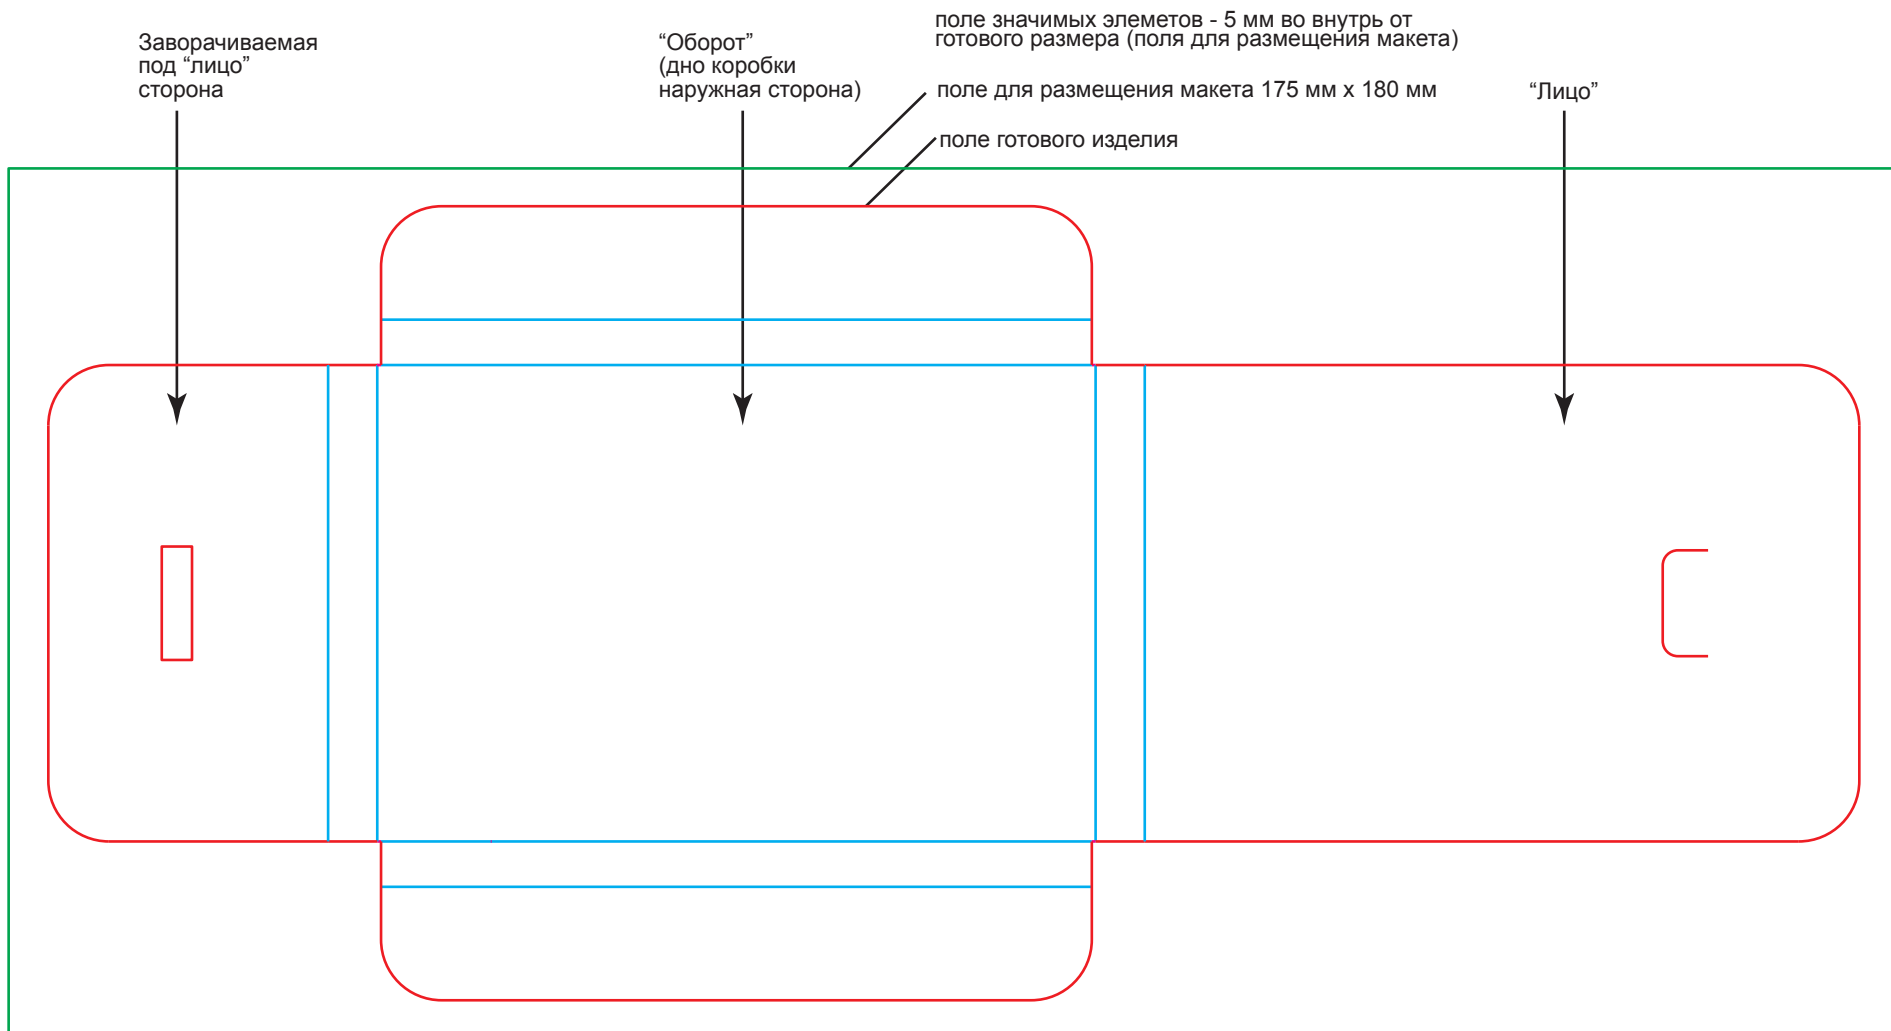 Заворачиваемая
под “лицо”
сторона
“Оборот”
(дно коробки
наружная сторона)
поле значимых элеметов - 5 мм во внутрь от
готового размера (поля для размещения макета)
поле для размещения макета 175 мм х 180 мм
поле готового изделия
“Лицо”